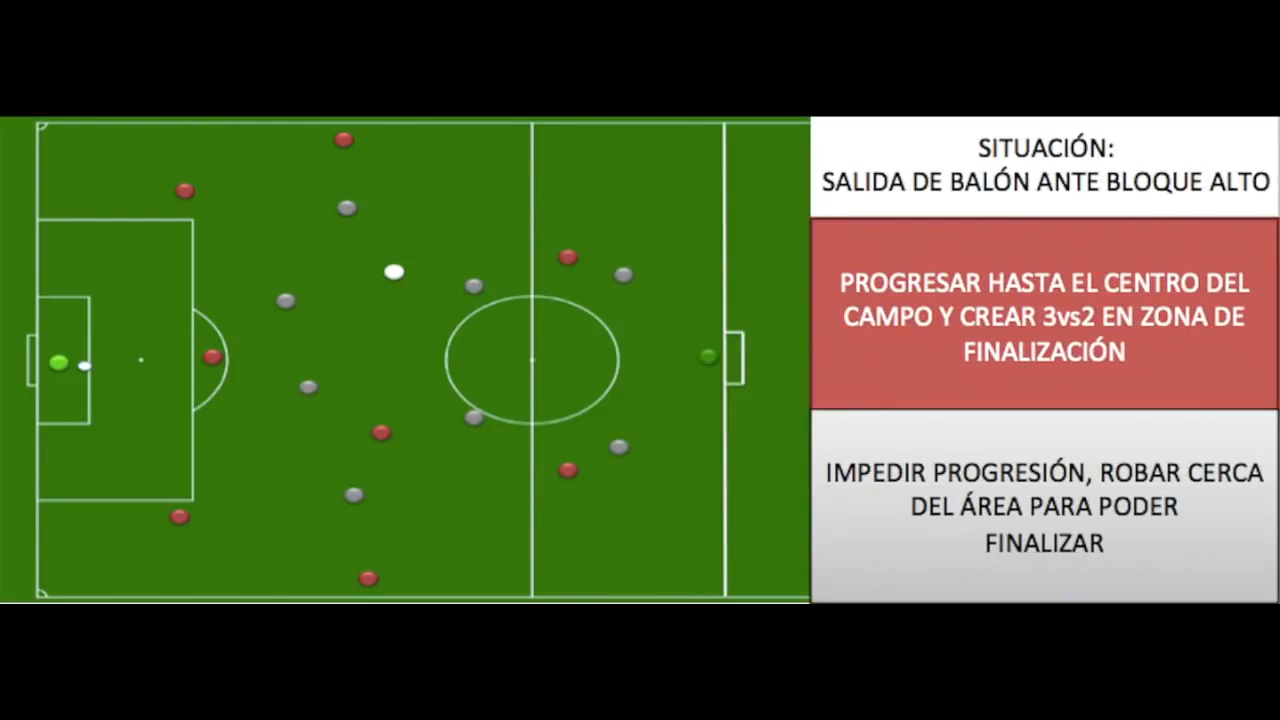 SITUACIÓN:
SALIDA DE BALÓN ANTE BLOQUE ALTO
PROGRESAR HASTA EL CENTRO DEL
CAMPO Y CREAR 3vs2 EN ZONA DE
FINALIZACIÓN
IMPEDIR PROGRESIÓN, ROBAR CERCA
DEL ÁREA PARA PODER
FINALIZAR